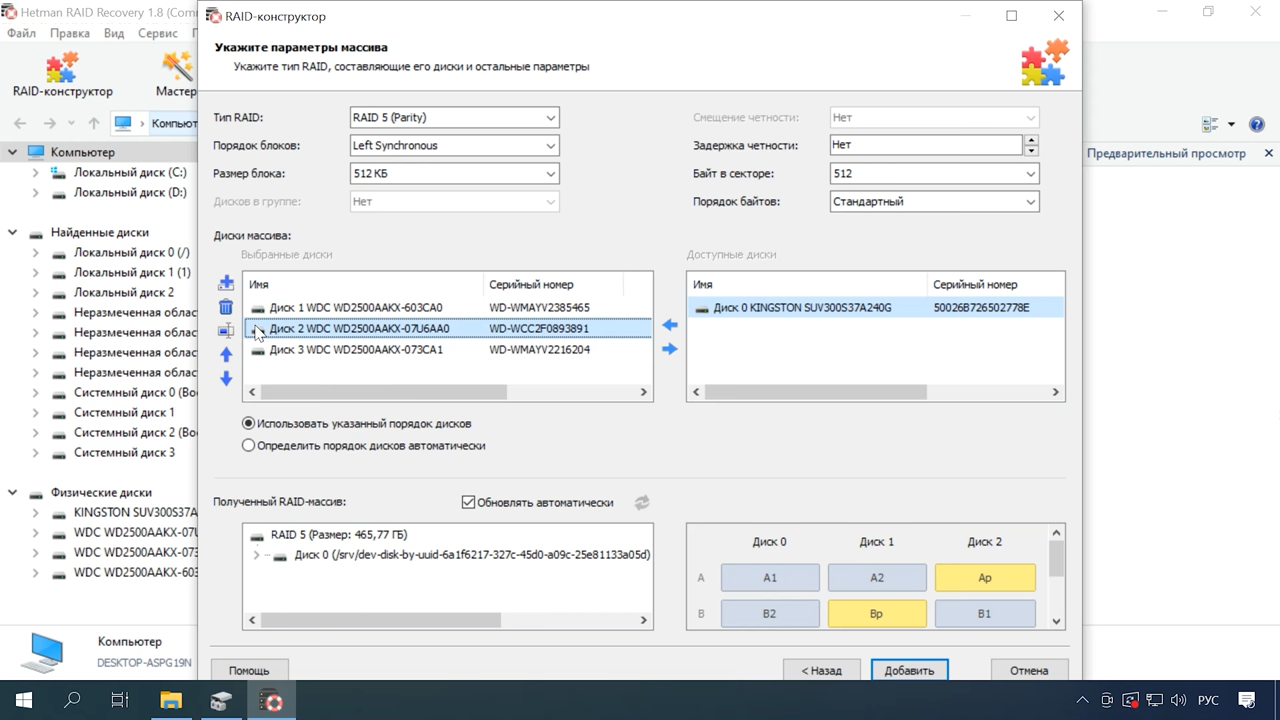 Hetman RAID Recovery 1.8 (Com
Файл Правка Вид Сервис
RAID-конструктор
Мастер
Компьют
Компьютер
Локальный диск (C:)
Локальный диск (D:)
Найденные диски
Локальный диск 0 (/)
Локальный диск 1 (1)
Локальный диск 2
Неразмеченная облас
Неразмеченная облас
Неразмеченная облас
Неразмеченная облас
Системный диск 0 (Вос
Системный диск 1
Системный диск 2 (Вос
Системный диск 3
Физические диски
KINGSTON SUV300S37A
WDC WD2500AAKX-07U
WDC WD2500AAKX-073
WDC WD2500AAKX-603
Компьютер
DESKTOP-ASPG19N
RAID-конструктор
Укажите параметры массива
Укажите тип RAID, составляющие его диски и остальные параметры
Тип RAID: RAID 5 (Parity)
Порядок блоков: Left Synchronous
Размер блока: 512 КБ
Дисков в группе: Нет
Смещение четности: Нет
Задержка четности: Нет
Байт в секторе: 512
Порядок байтов: Стандартный
Диски массива:
Выбранные диски
Имя Серийный номер
Диск 1 WDC WD2500AAKX-603CA0 WD-WMAYV2385465
Диск 2 WDC WD2500AAKX-07U6AA0 WD-WCC2F0893891
Диск 3 WDC WD2500AAKX-073CA1 WD-WMAYV2216204
Доступные диски
Имя Серийный номер
Диск 0 KINGSTON SUV300S37A240G 50026B726502778E
Использовать указанный порядок дисков
Определить порядок дисков автоматически
Полученный RAID-массив:
Обновлять автоматически
RAID 5 (Размер: 465,77 ГБ)
Диск 0 (/srv/dev-disk-by-uuid-6a1f6217-327c-45d0-a09c-25e81133a05d)
Диск 0 Диск 1 Диск 2
A A1 A2 Ap
B B2 Bp B1
Помощь
< Назад
Добавить
Отмена
Предварительный просмотр
РУС